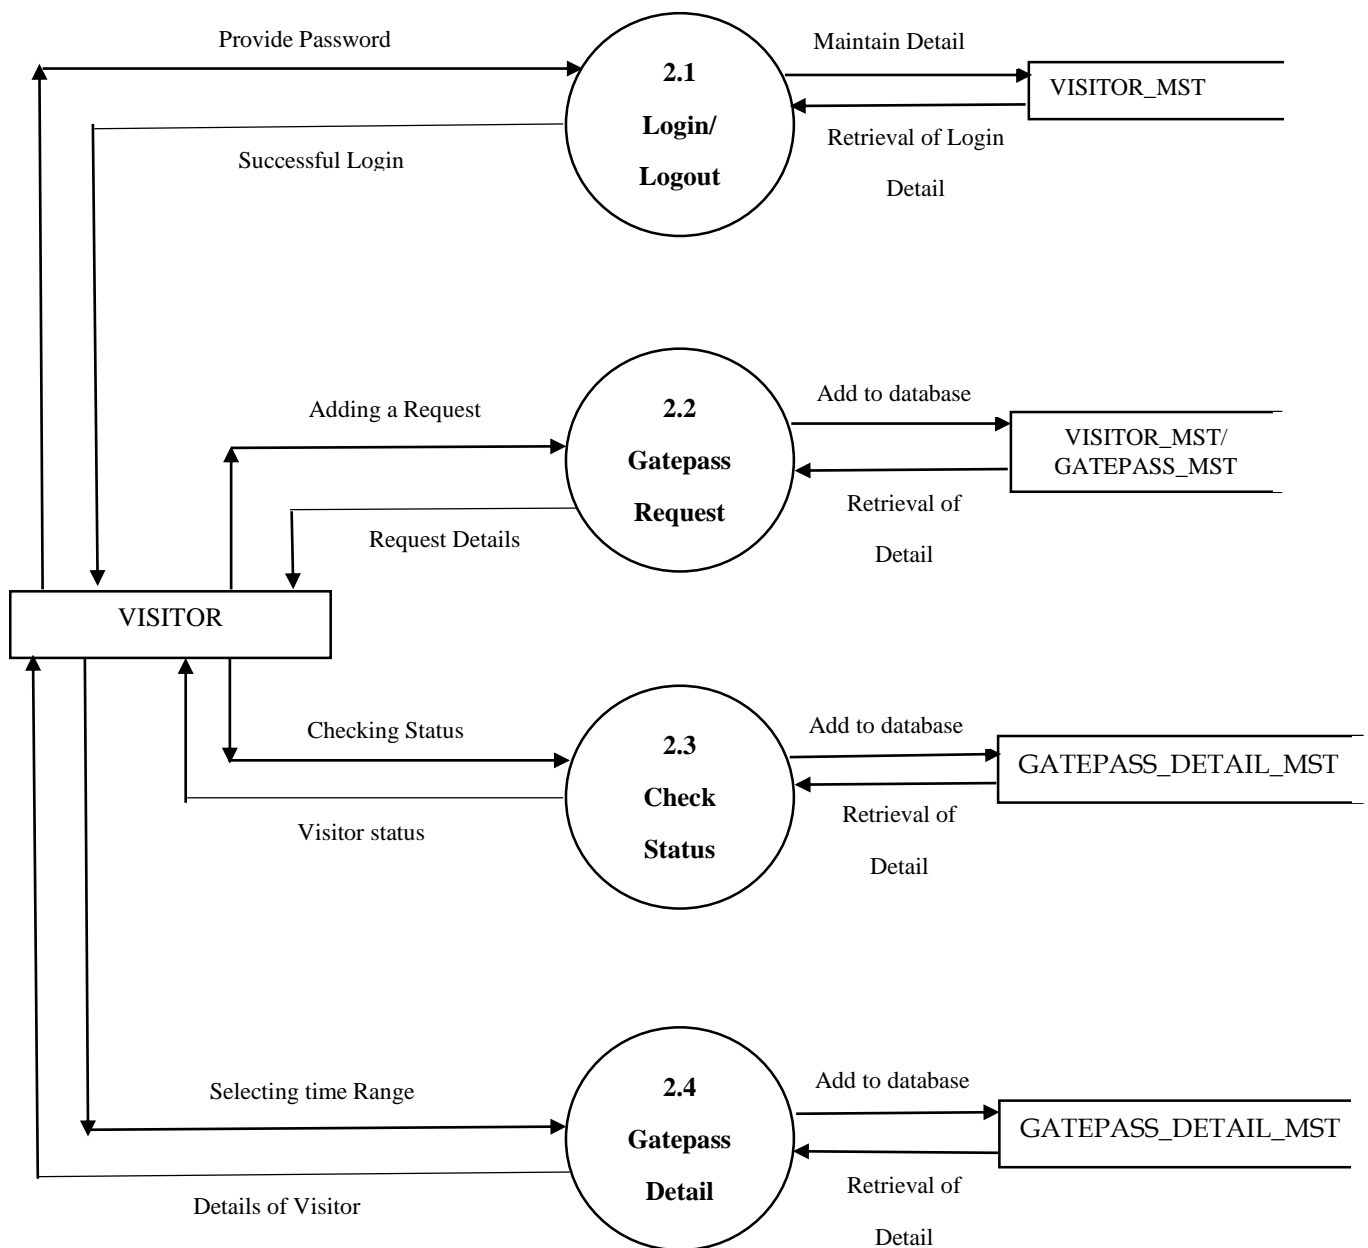 Provide Password
2.1
Login/
Logout
Maintain Detail
VISITOR_MST
Successful Login
Retrieval of Login
Detail
Adding a Request
2.2
Gatepass
Request
Add to database
VISITOR_MST/
GATEPASS_MST
Request Details
Retrieval of
Detail
VISITOR
Checking Status
2.3
Check
Status
Add to database
GATEPASS_DETAIL_MST
Visitor status
Retrieval of
Detail
Selecting time Range
2.4
Gatepass
Detail
Add to database
GATEPASS_DETAIL_MST
Details of Visitor
Retrieval of
Detail